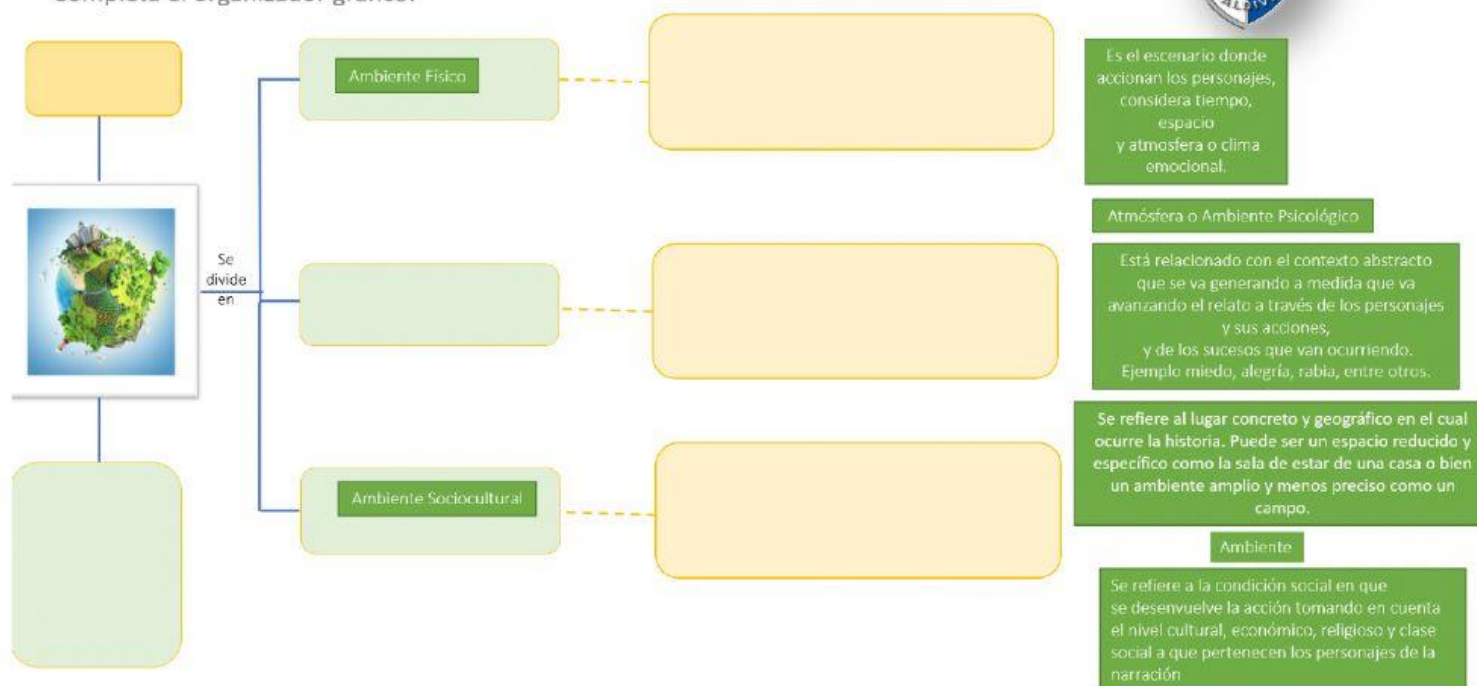 Completa el organizador gráfico.
ALDIVI
Ambiente Físico
Es el escenario donde
accionan los personajes,
considera tiempo,
espacio
y atmosfera o clima
emocional.
Atmósfera o Ambiente Psicológico
Se
divide
en
Está relacionado con el contexto abstracto
que se va generando a medida que va
avanzando el relato a través de los personajes
y sus acciones,
y de los sucesos que van ocurriendo.
Ejemplo miedo, alegría, rabia, entre otros.
Se refiere al lugar concreto y geográfico en el cual
ocurre la historia. Puede ser un espacio reducido y
específico como la sala de estar de una casa o bien
un ambiente amplio y menos preciso como un
campo.
Ambiente Sociocultural
Ambiente
Se refiere a la condición social en que
se desenvuelve la acción tomando en cuenta
el nivel cultural, económico, religioso y clase
social a que pertenecen los personajes de la
narración